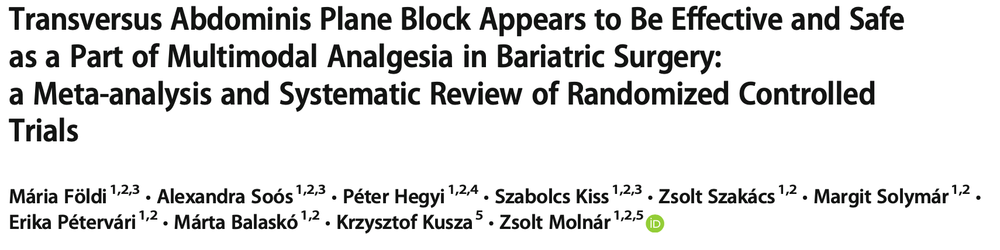 Transversus Abdominis Plane Block Appears to Be Effective and Safe
as a Part of Multimodal Analgesia in Bariatric Surgery:
a Meta-analysis and Systematic Review of Randomized Controlled
Trials
Mária Földi 1,2,3 • Alexandra Soós 1,2,3 • Péter Hegyi 1,2,4 • Szabolcs Kiss 1,2,3 • Zsolt Szakács 1,2 • Margit Solymár 1,2 •
Erika Pétervári 1,2 • Márta Balaskó 1,2 • Krzysztof Kusza 5 • Zsolt Molnár 1,2,5 iD